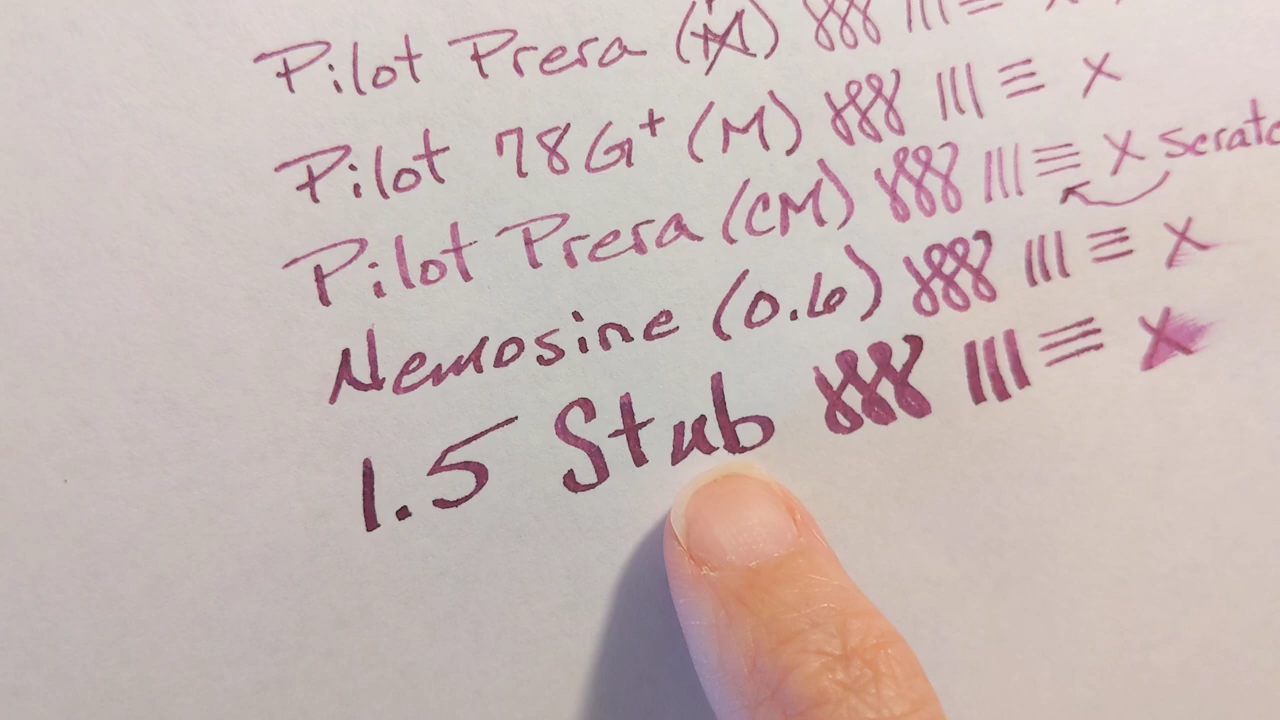 Pilot Prera (M)
Pilot 78G+ (M) X
Pilot Prera (CM) X
Nemosine (0.6) X
1.5 Stub X